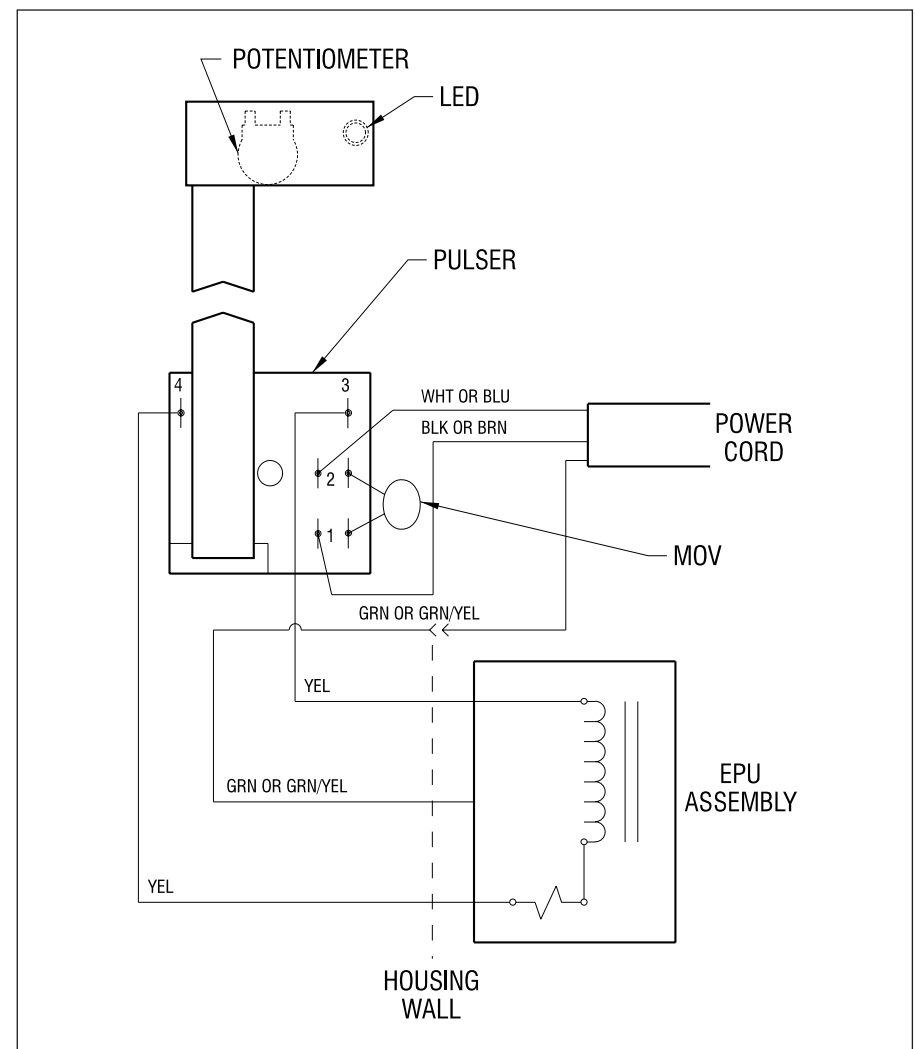 POTENTIOMETER
LED
PULSER
4
3
WHT OR BLU
BLK OR BRN
POWER
CORD
2
1
MOV
GRN OR GRN/YEL
YEL
GRN OR GRN/YEL
EPU
ASSEMBLY
YEL
HOUSING
WALL